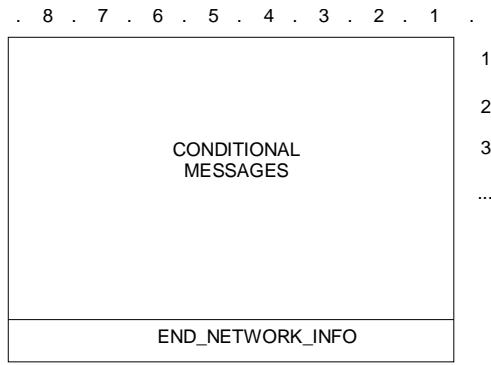 . 8 . 7 . 6 . 5 . 4 . 3 . 2 . 1 .
1
2
CONDITIONAL 3
MESSAGES
...
END_NETWORK_INFO